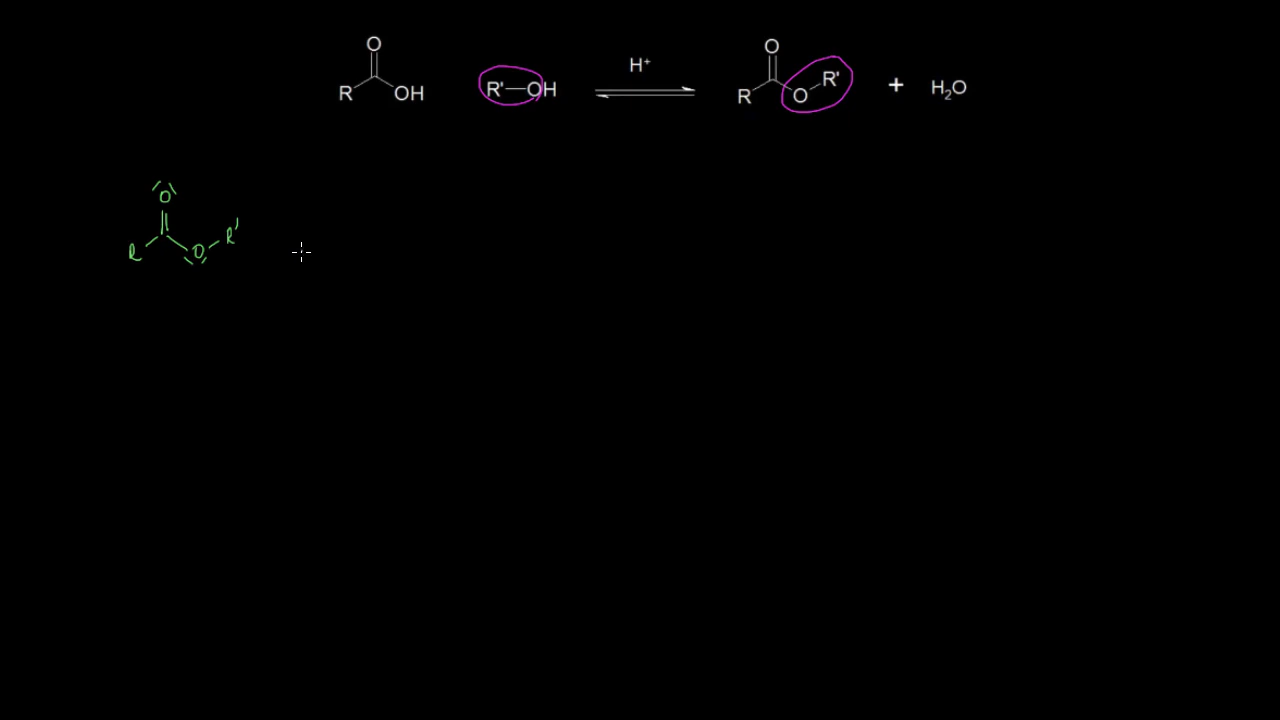 O O
R OH R'—OH H⁺ R O R' + H₂O
O
R O R'